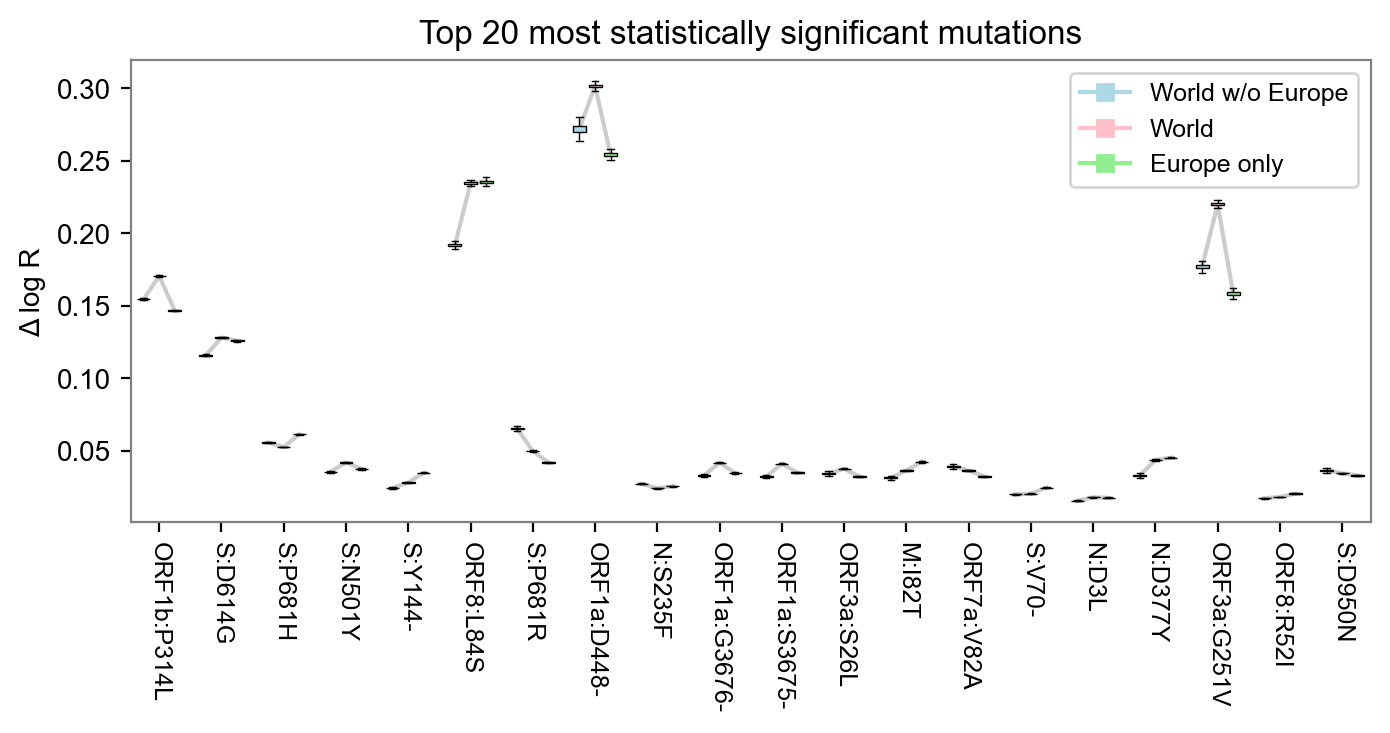 Top 20 most statistically significant mutations
World w/o Europe
World
Europe only
Δ log R
0.30
0.25
0.20
0.15
0.10
0.05
ORF1b:P314L
S:D614G
S:P681H
S:N501Y
S:Y144-
ORF8:L84S
S:P681R
ORF1a:D448-
N:S235F
ORF1a:G3676-
ORF1a:S3675-
ORF3a:S26L
M:I82T
ORF7a:V82A
S:V70-
N:D3L
N:D377Y
ORF3a:G251V
ORF8:R52I
S:D950N